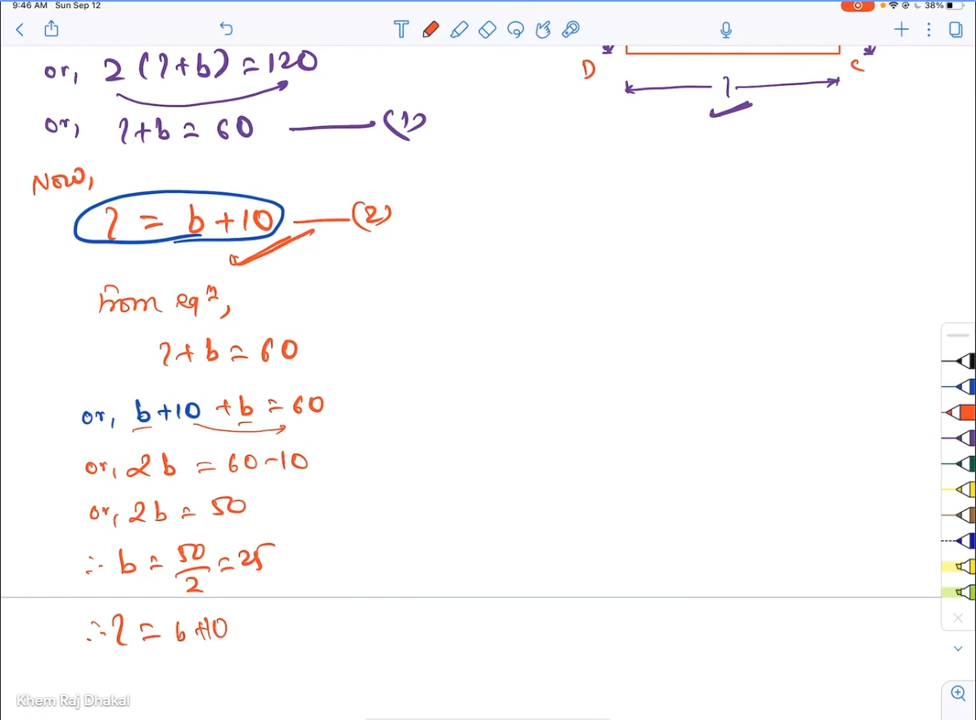 9:46 AM Sun Sep 12
38%
or, 2 (l+b) = 120
or, l+b = 60 —— (1)
D
C
l
Now,
l = b+10 —— (2)
from eqⁿ,
l+b = 60
or, b+10 +b = 60
or, 2b = 60-10
or, 2b = 50
∴ b = 50/2 = 25
∴ l = b+10
Khem Raj Dhakal